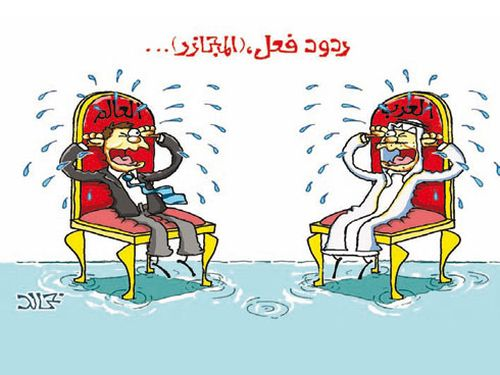 ردود فعل، (المجازر)...
العالم
العرب
خالد